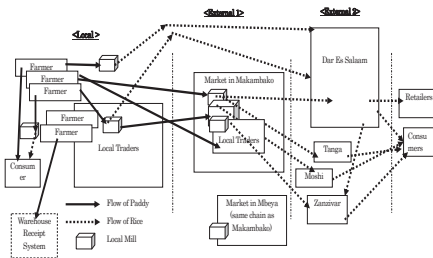 <Local >
<External 1>
<External 2>
Farmer
Farmer
Farmer
Farmer
Local Traders
Consum
er
Warehouse
Receipt
System
Flow of Paddy
Flow of Rice
Local Mill
Market in Makambako
Local Traders
Market in Mbeya
(same chain as
Makambako)
Dar Es Salaam
Tanga
Moshi
Zanzivar
Retailers
Consu
mers